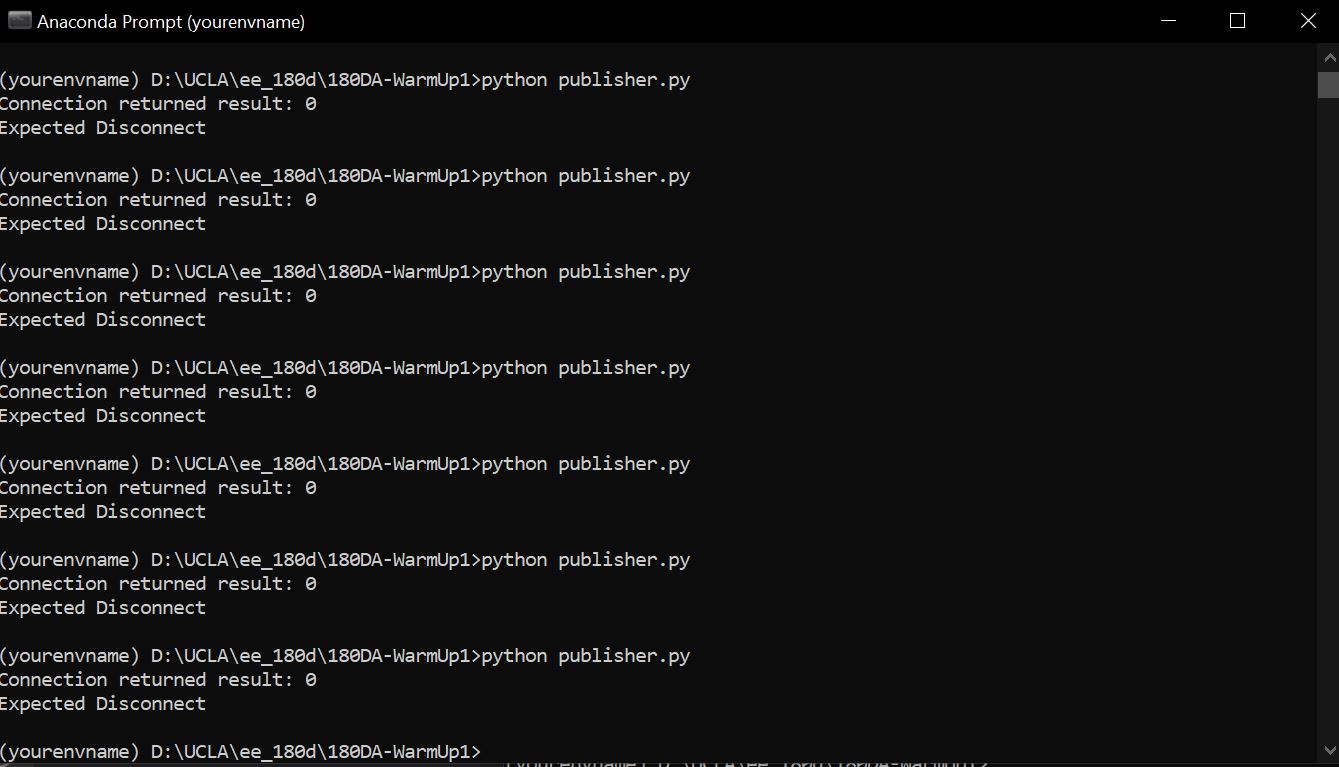 Anaconda Prompt (yourenvname)
(yourenvname) D:\UCLA\ee_180d\180DA-WarmUp1>python publisher.py
Connection returned result: 0
Expected Disconnect
(yourenvname) D:\UCLA\ee_180d\180DA-WarmUp1>python publisher.py
Connection returned result: 0
Expected Disconnect
(yourenvname) D:\UCLA\ee_180d\180DA-WarmUp1>python publisher.py
Connection returned result: 0
Expected Disconnect
(yourenvname) D:\UCLA\ee_180d\180DA-WarmUp1>python publisher.py
Connection returned result: 0
Expected Disconnect
(yourenvname) D:\UCLA\ee_180d\180DA-WarmUp1>python publisher.py
Connection returned result: 0
Expected Disconnect
(yourenvname) D:\UCLA\ee_180d\180DA-WarmUp1>python publisher.py
Connection returned result: 0
Expected Disconnect
(yourenvname) D:\UCLA\ee_180d\180DA-WarmUp1>python publisher.py
Connection returned result: 0
Expected Disconnect
(yourenvname) D:\UCLA\ee_180d\180DA-WarmUp1>